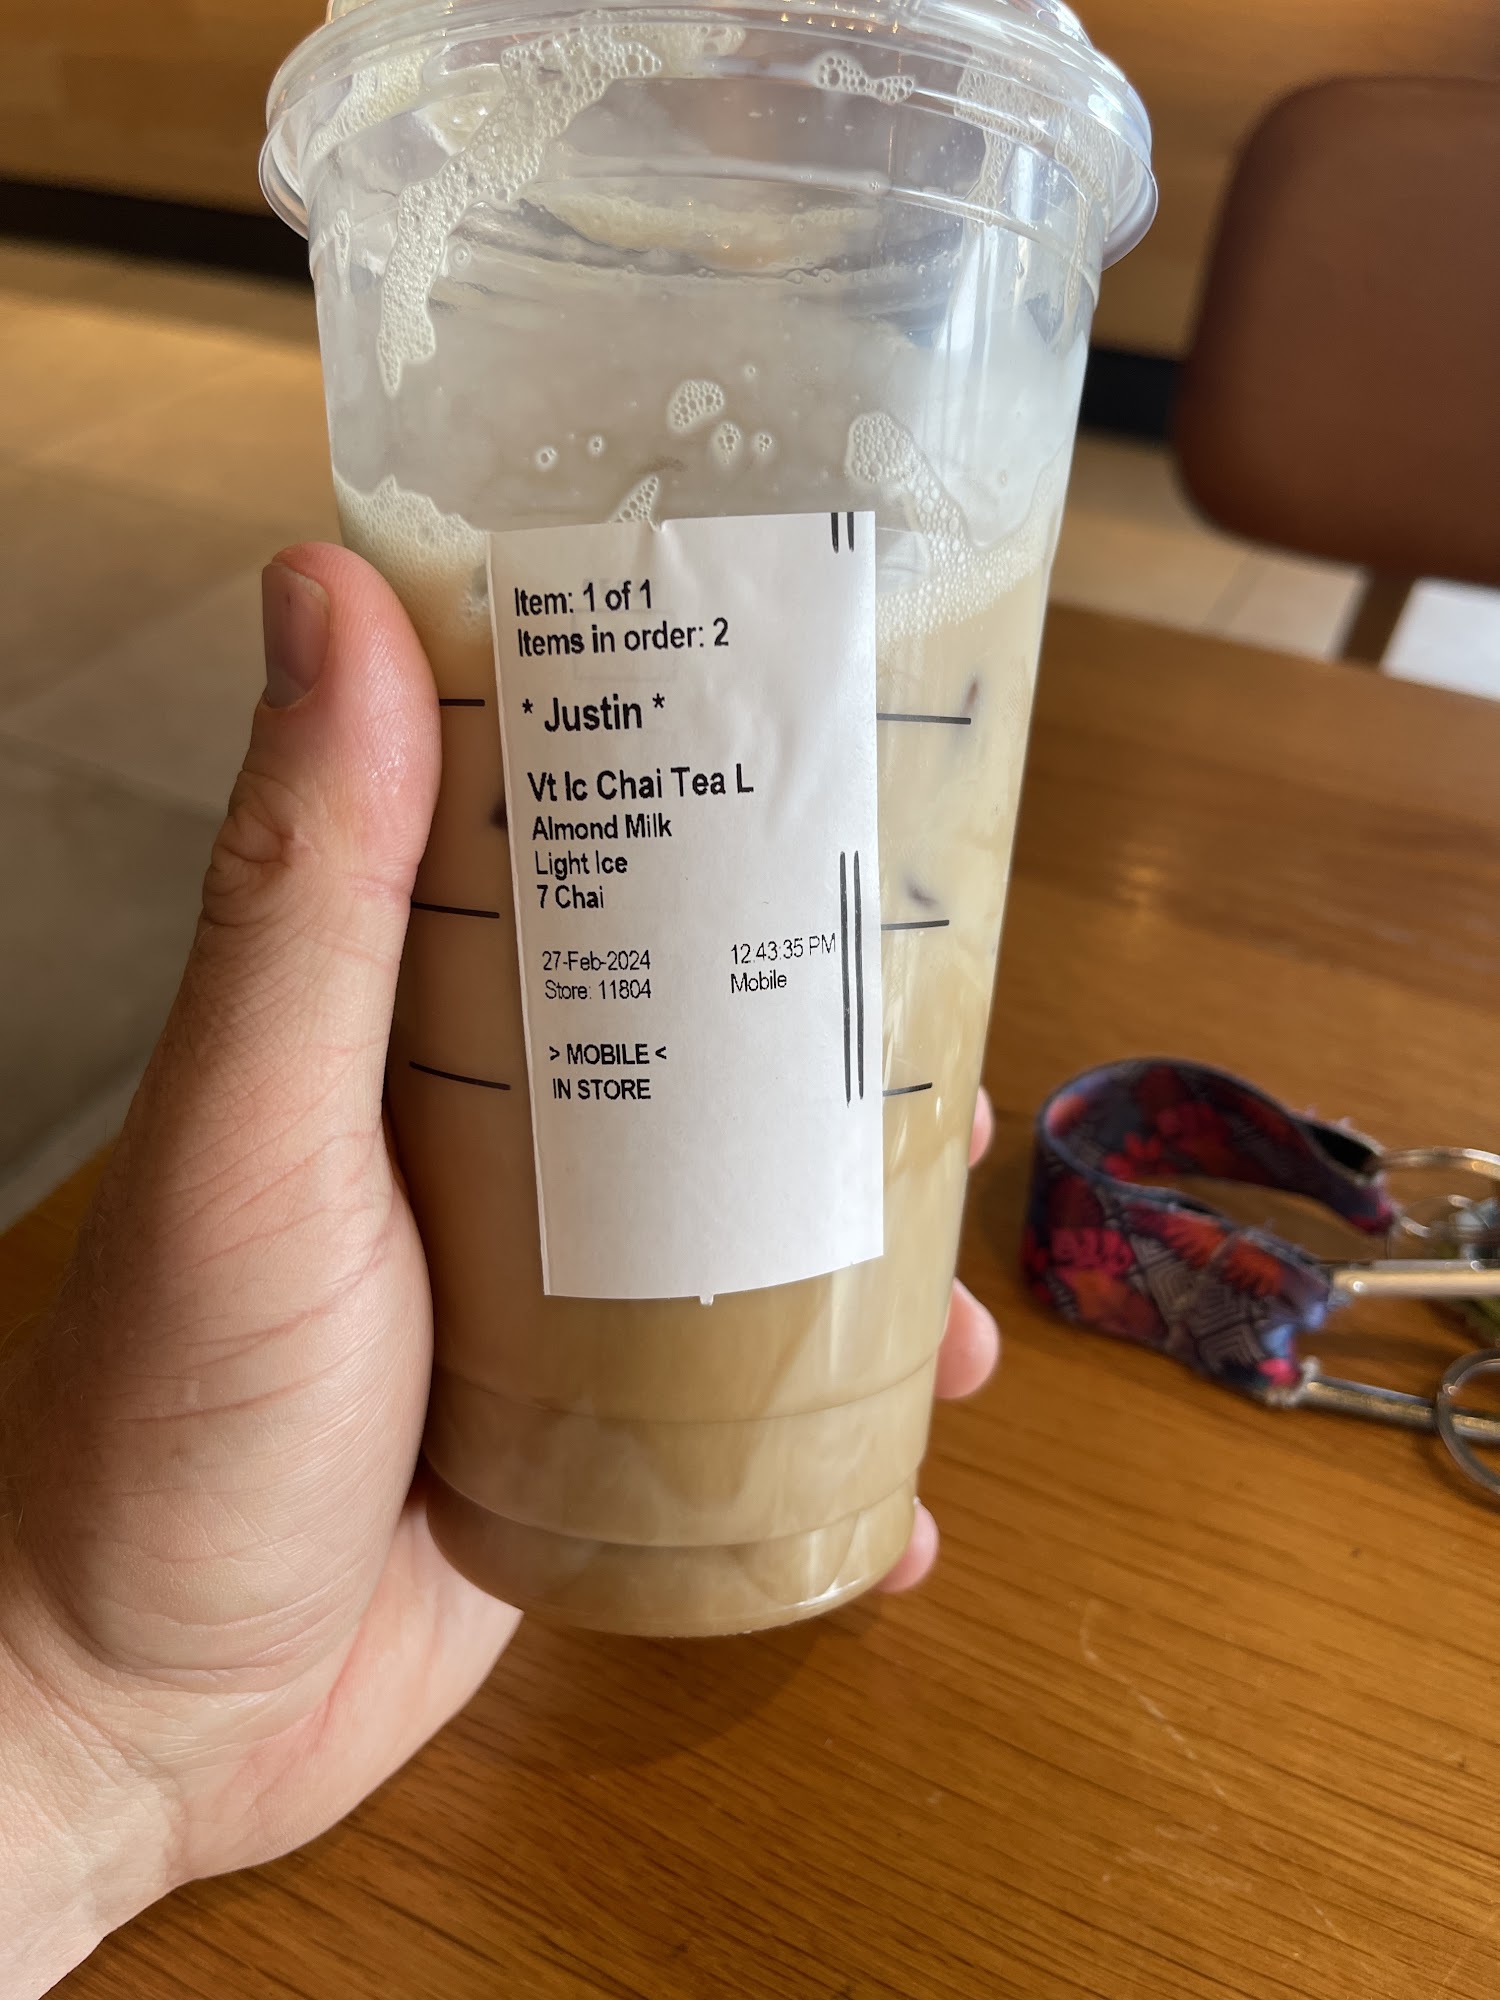 Item: 1 of 1
Items in order: 2
* Justin *
Vt Ic Chai Tea L
Almond Milk
Light Ice
7 Chai
27-Feb-2024 12:43:35 PM
Store: 11804 Mobile
> MOBILE <
IN STORE